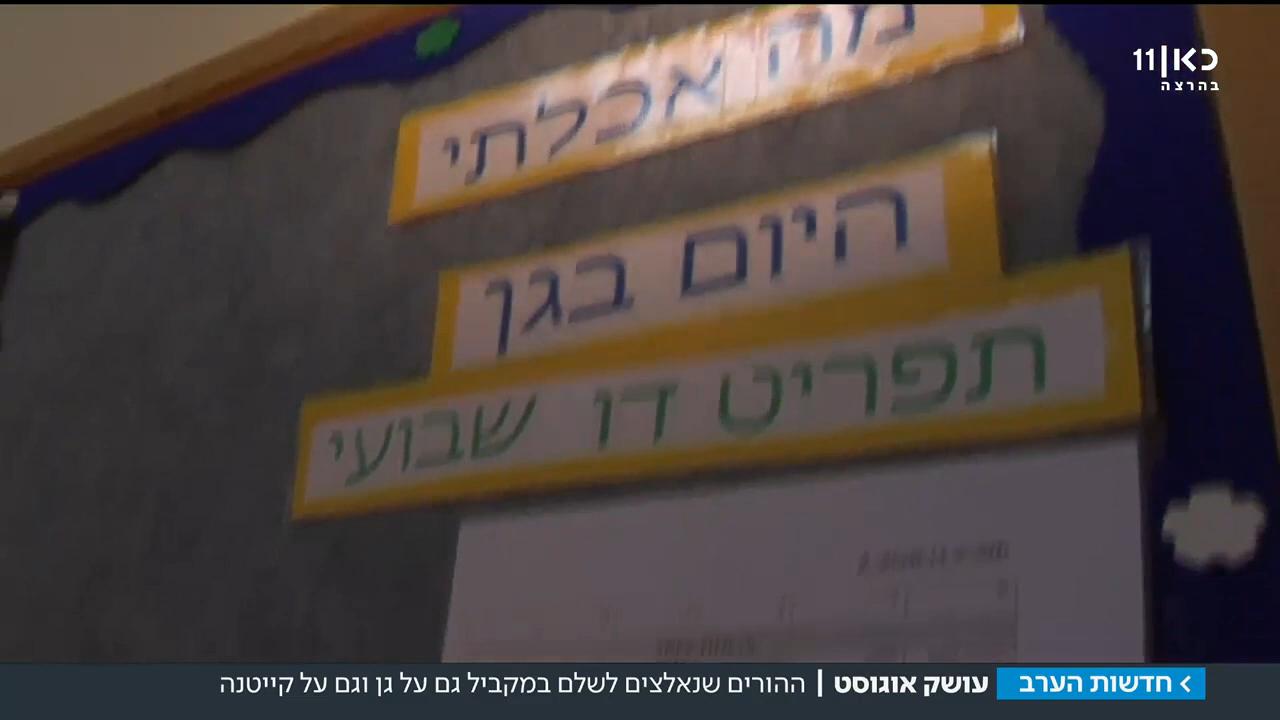 כאן 11
בהרצה
מה אכלתי
היום בגן
תפריט דו שבועי
חדשות הערב
עושק אוגוסט | ההורים שנאלצים לשלם במקביל גם על גן וגם על קייטנה